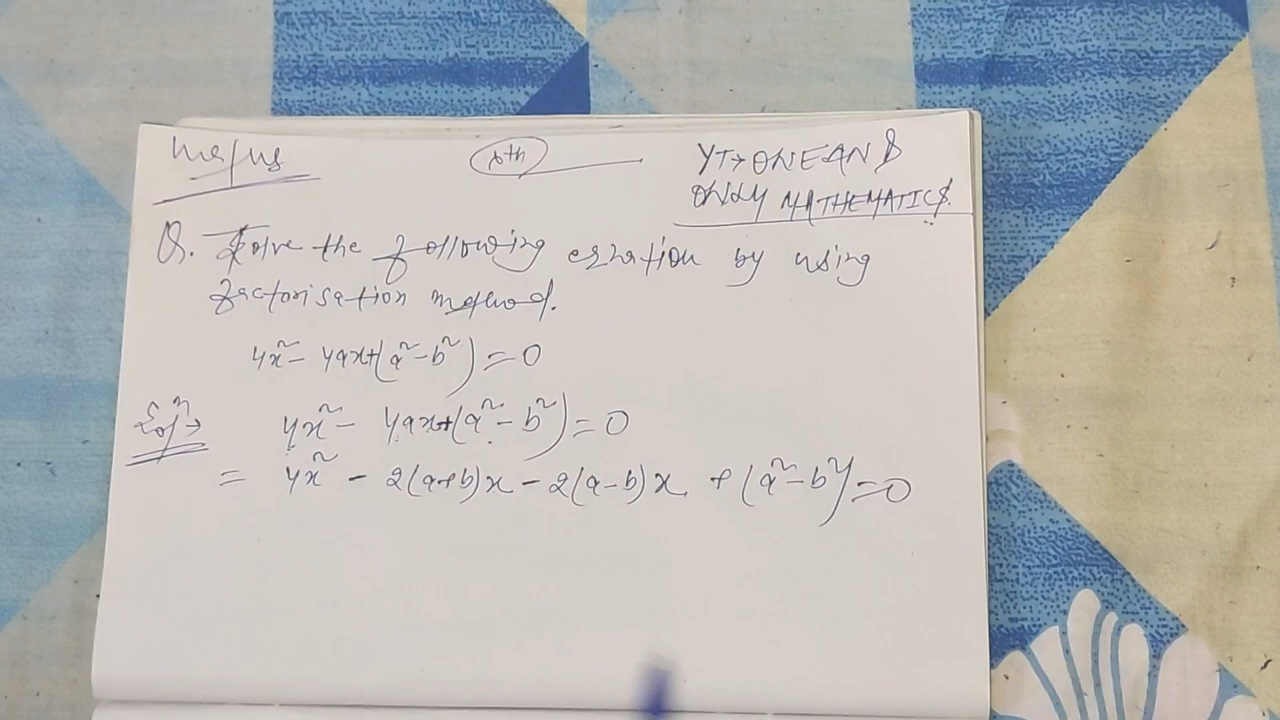 10th
YT→ ONE AND
ONLY MATHEMATICS.
Q. Solve the following equation by using
factorisation method.
4x² - 4ax + (a² - b²) = 0
Solⁿ→ 4x² - 4ax + (a² - b²) = 0
= 4x² - 2(a+b)x - 2(a-b)x + (a² - b²) = 0